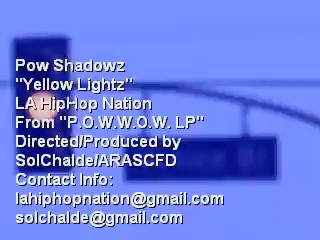 Pow Shadowz
"Yellow Lightz"
LA HipHop Nation
From "P.O.W.W.O.W. LP"
Directed/Produced by
SolChalde/ARASCFD
Contact Info:
lahiphopnation@gmail.com
solchalde@gmail.com